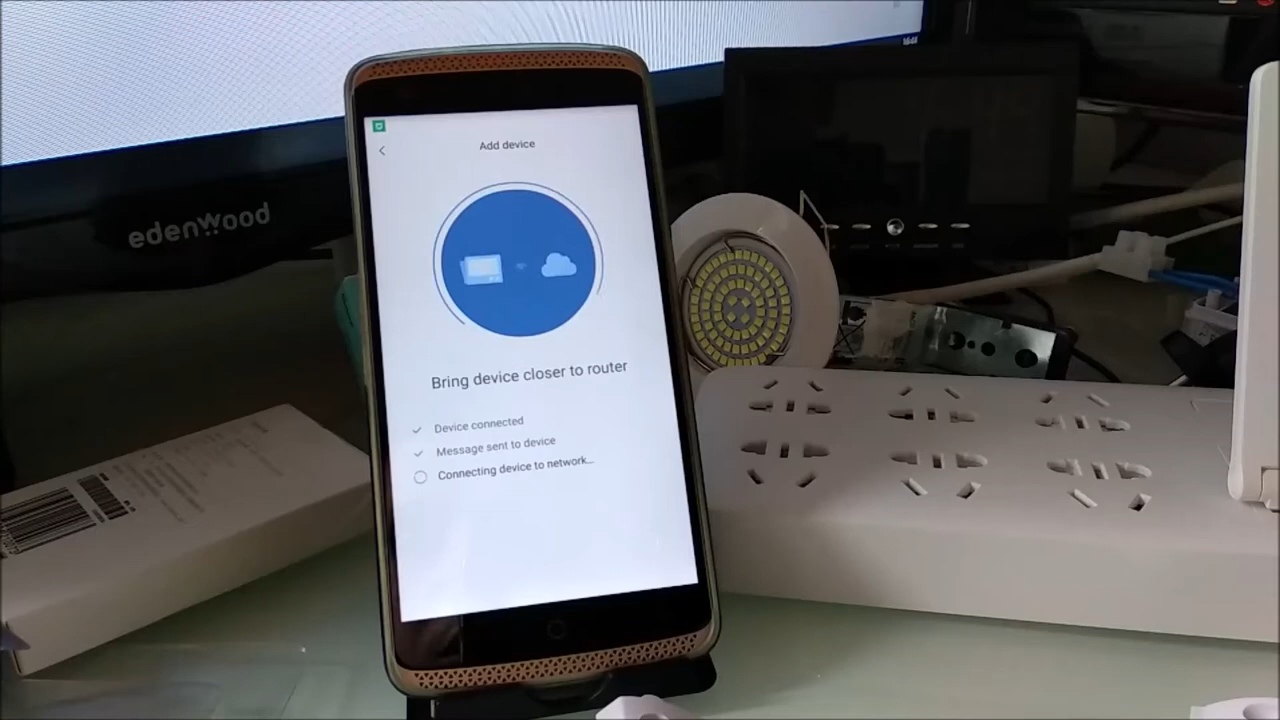 edenwood
Add device
Bring device closer to router
Device connected
Message sent to device
Connecting device to network...